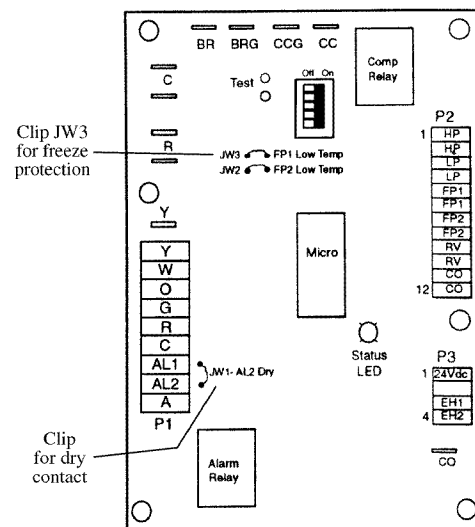 BR BRG CCG CC
Comp
Relay
C
Off On
Test
Clip JW3
for freeze
protection
R
JW3 FP1 Low Temp
JW2 FP2 Low Temp
P2
1 HP
HP
LP
LP
FP1
FP1
FP2
FP2
RV
RV
CO
12 CO
Y
Y
W
O
G
R
C
AL1
AL2
A
P1
JW1- AL2 Dry
Micro
Status
LED
P3
1 24Vdc
EH1
4 EH2
CO
Clip
for dry
contact
Alarm
Relay